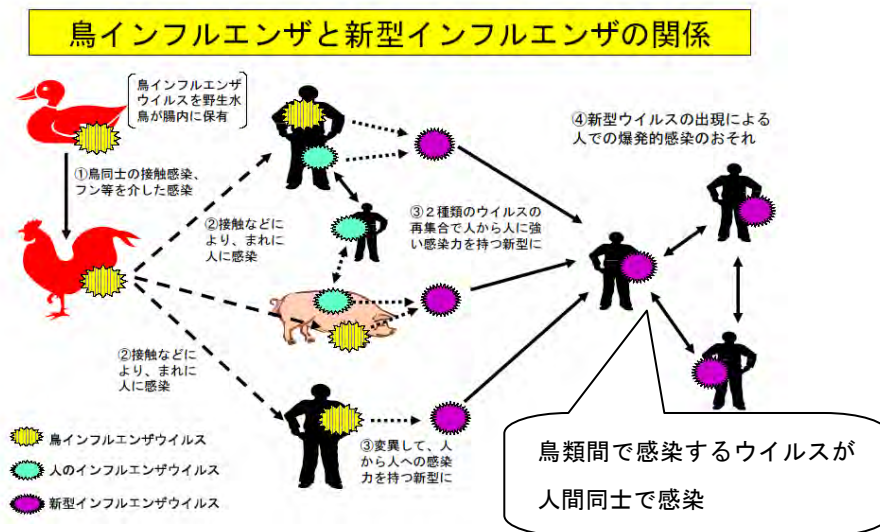 鳥インフルエンザと新型インフルエンザの関係
鳥インフルエンザ
ウイルスを野生水
鳥が腸内に保有
①鳥同士の接触感染、
フン等を介した感染
②接触などに
より、まれに
人に感染
③２種類のウイルスの
再集合で人から人に強
い感染力を持つ新型に
④新型ウイルスの出現による
人での爆発的感染のおそれ
②接触などに
より、まれに
人に感染
③変異して、人
から人への感染
力を持つ新型に
鳥インフルエンザウイルス
人のインフルエンザウイルス
新型インフルエンザウイルス
鳥類間で感染するウイルスが
人間同士で感染